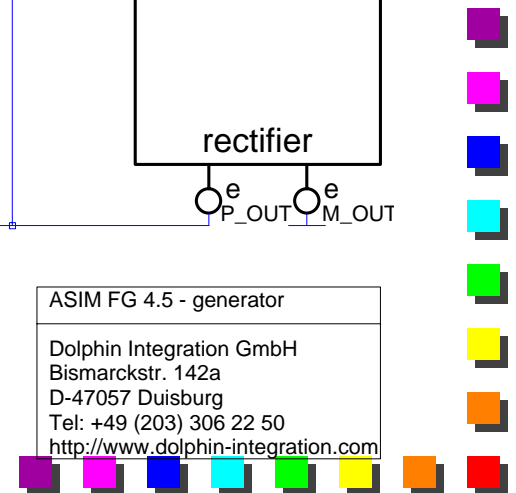 rectifier
e e
P_OUT M_OUT
ASIM FG 4.5 - generator
Dolphin Integration GmbH
Bismarckstr. 142a
D-47057 Duisburg
Tel: +49 (203) 306 22 50
http://www.dolphin-integration.com